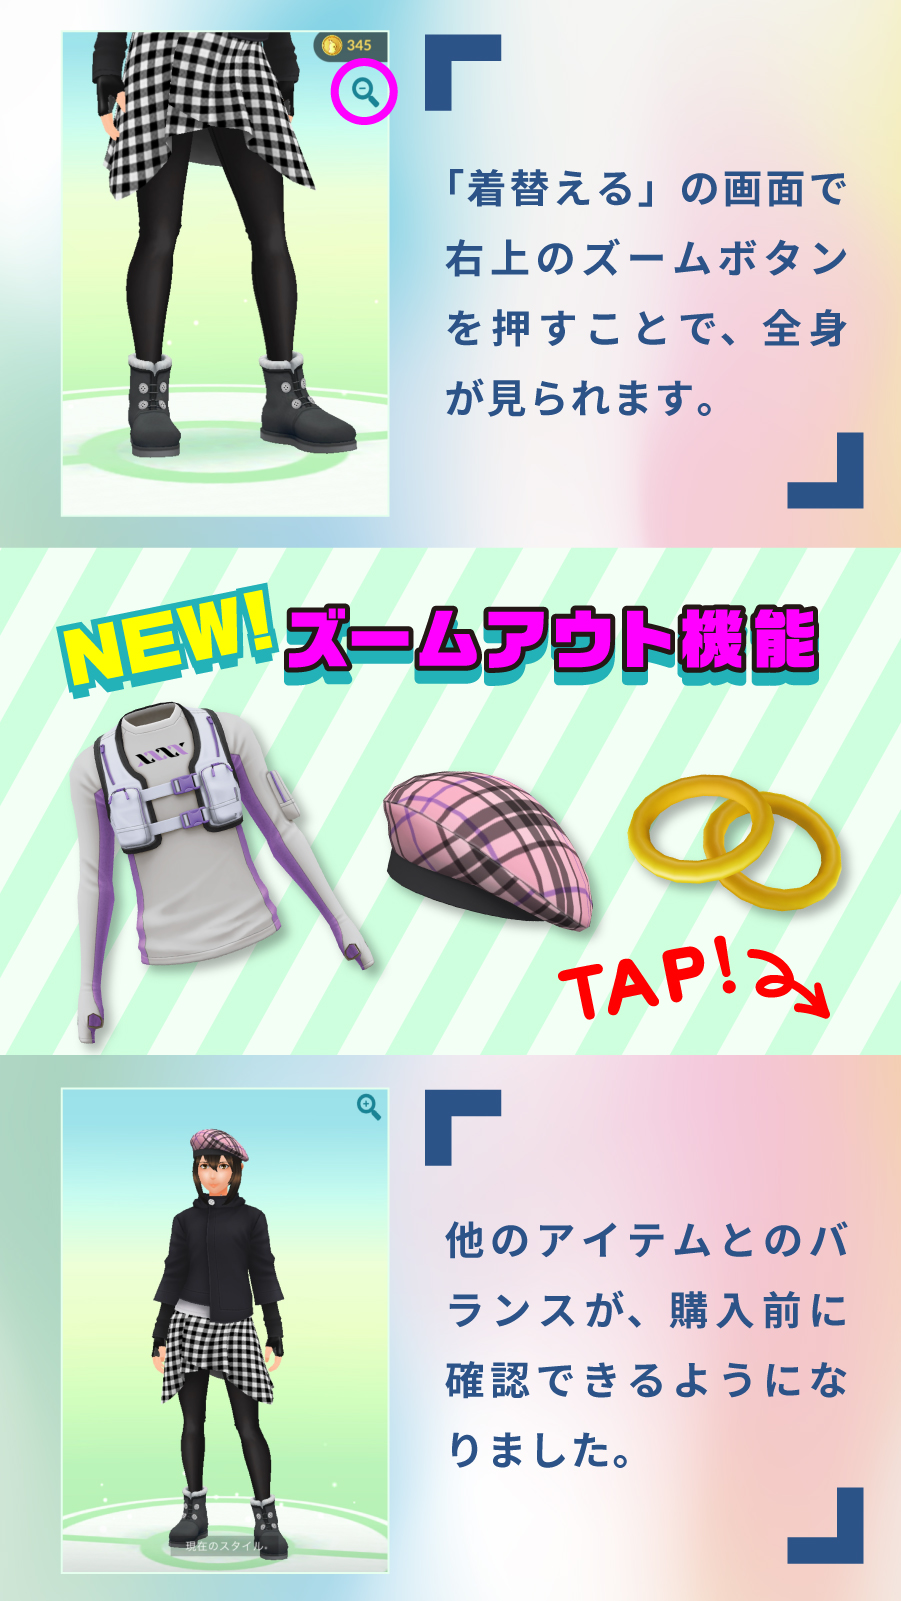 345
「着替える」の画面で
右上のズームボタン
を押すことで、全身
が見られます。
NEW!
ズームアウト機能
XXXX
TAP!
他のアイテムとのバ
ランスが、購入前に
確認できるようにな
りました。
現在のスタイル。